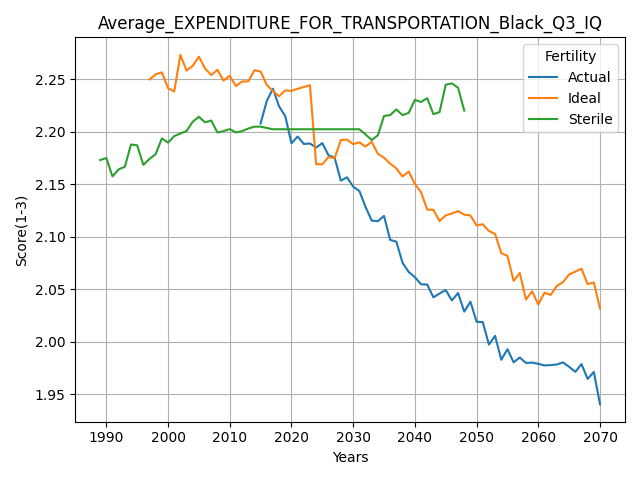 Average_EXPENDITURE_FOR_TRANSPORTATION_Black_Q3_IQ
Fertility
Actual
Ideal
Sterile
Score(1-3)
2.25
2.20
2.15
2.10
2.05
2.00
1.95
1990 2000 2010 2020 2030 2040 2050 2060 2070
Years